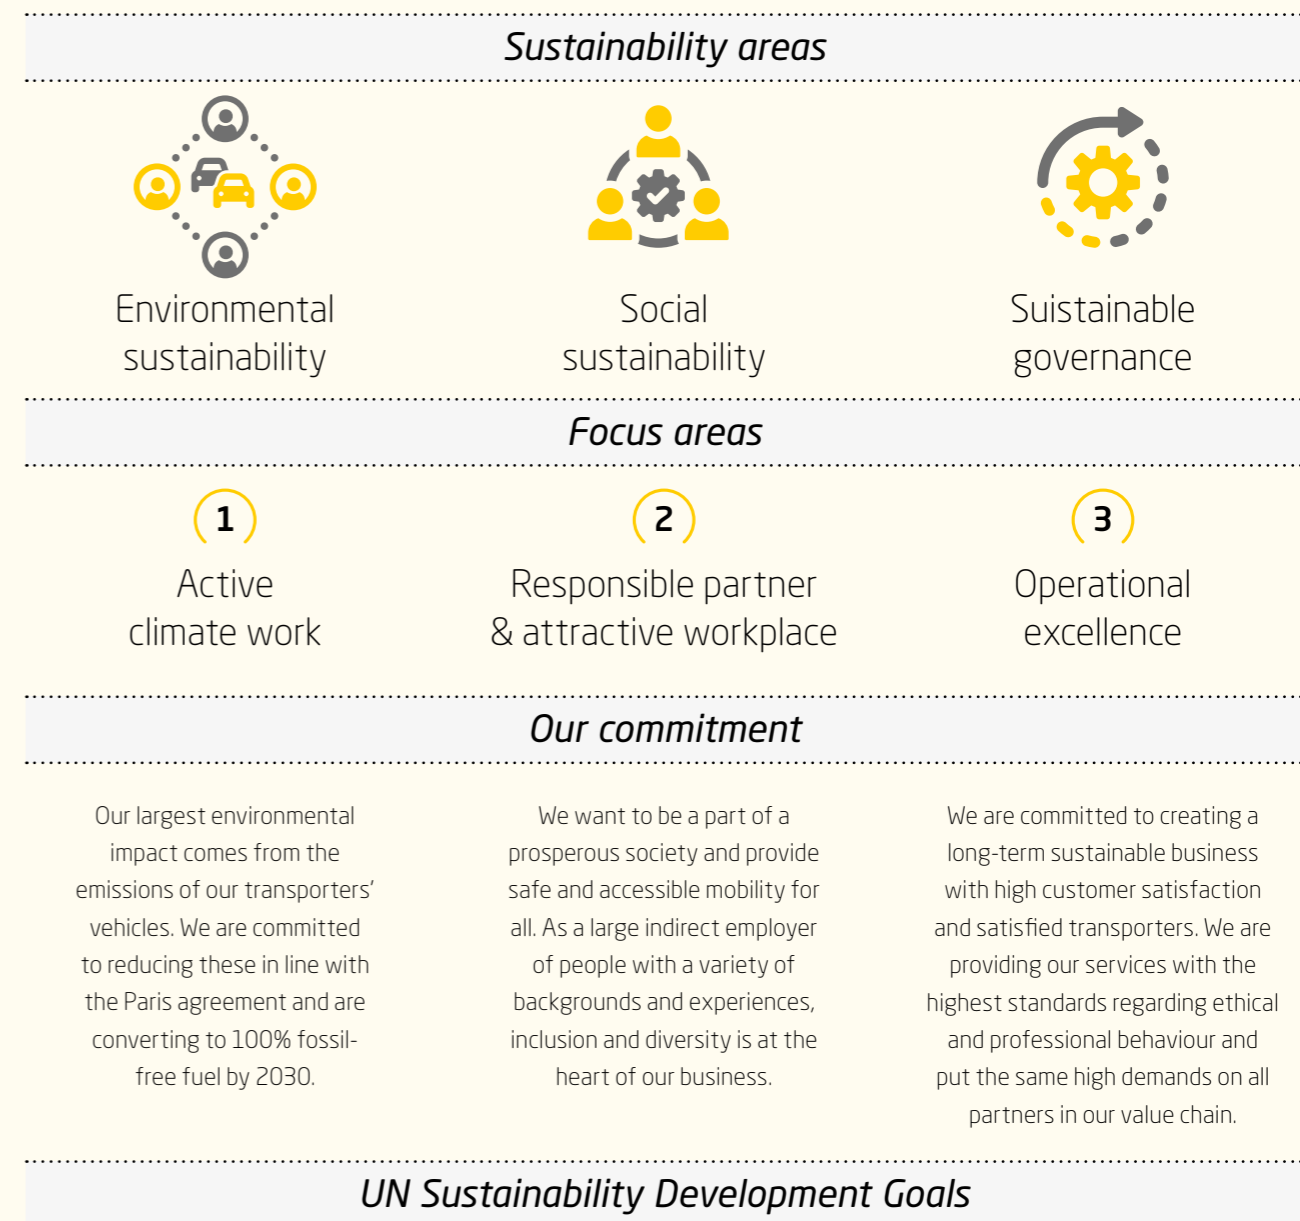 Sustainability areas
Environmental
sustainability
Social
sustainability
Suistainable
governance
Focus areas
1
Active
climate work
2
Responsible partner
& attractive workplace
3
Operational
excellence
Our commitment
Our largest environmental
impact comes from the
emissions of our transporters’
vehicles. We are committed
to reducing these in line with
the Paris agreement and are
converting to 100% fossil-
free fuel by 2030.
We want to be a part of a
prosperous society and provide
safe and accessible mobility for
all. As a large indirect employer
of people with a variety of
backgrounds and experiences,
inclusion and diversity is at the
heart of our business.
We are committed to creating a
long-term sustainable business
with high customer satisfaction
and satisfied transporters. We are
providing our services with the
highest standards regarding ethical
and professional behaviour and
put the same high demands on all
partners in our value chain.
UN Sustainability Development Goals